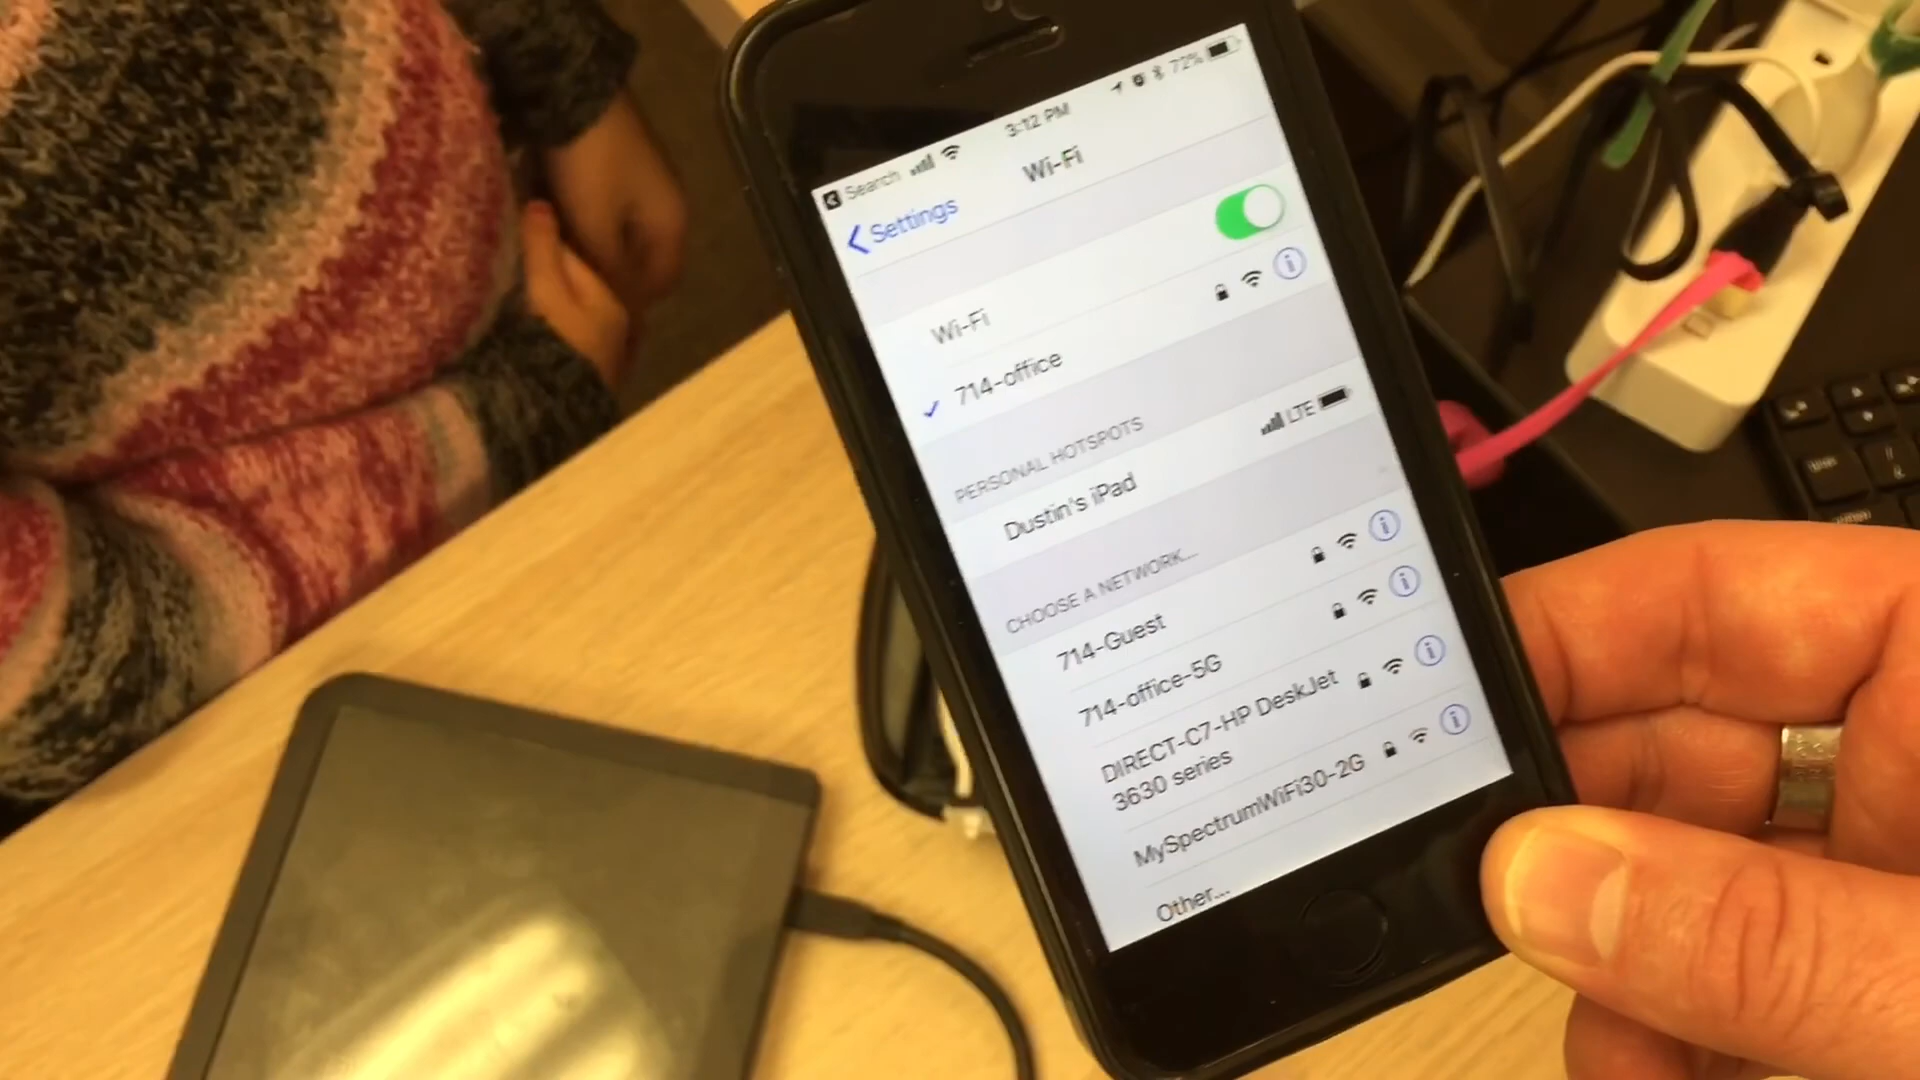 Search 3:12 PM 72%
Settings Wi-Fi
Wi-Fi
714-office
PERSONAL HOTSPOTS
Dustin's iPad LTE
CHOOSE A NETWORK...
714-Guest
714-office-5G
DIRECT-C7-HP DeskJet
3630 series
MySpectrumWiFi30-2G
Other...